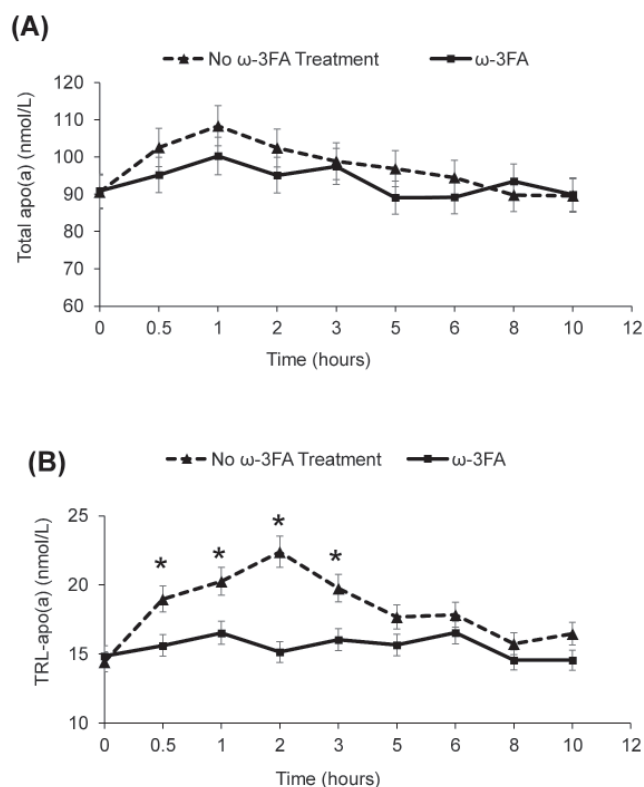 (A)
No ω-3FA Treatment ω-3FA
120
110
100
90
80
70
60
Total apo(a) (nmol/L)
0 0.5 1 2 3 5 6 8 10 12
Time (hours)
(B)
No ω-3FA Treatment ω-3FA
25
20
15
10
TRL-apo(a) (nmol/L)
* * * *
0 0.5 1 2 3 5 6 8 10 12
Time (hours)